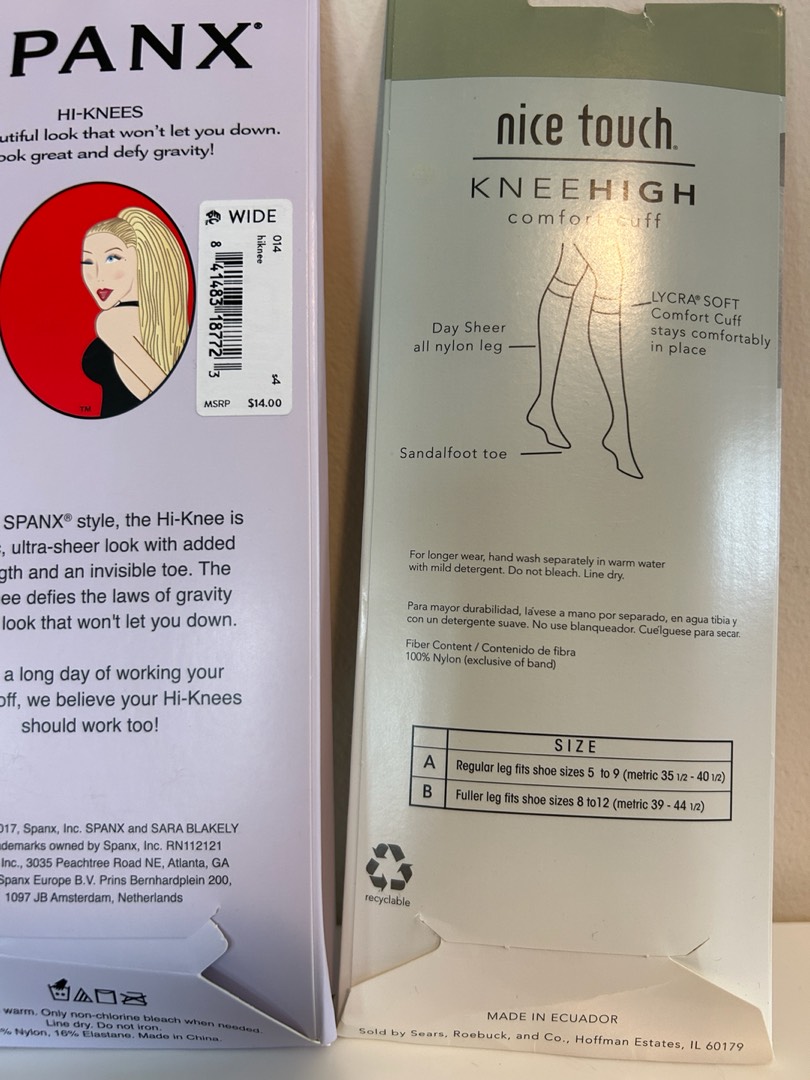 PANX
HI-KNEES
utiful look that won't let you down.
ook great and defy gravity!
WIDE
014
hiknee
8 41483 18772 3
s4
MSRP $14.00
TM
SPANX® style, the Hi-Knee is
, ultra-sheer look with added
gth and an invisible toe. The
ee defies the laws of gravity
look that won't let you down.
a long day of working your
off, we believe your Hi-Knees
should work too!
017, Spanx, Inc. SPANX and SARA BLAKELY
demarks owned by Spanx, Inc. RN112121
Inc., 3035 Peachtree Road NE, Atlanta, GA
Spanx Europe B.V. Prins Bernhardplein 200,
1097 JB Amsterdam, Netherlands
warm. Only non-chlorine bleach when needed.
Line dry. Do not iron.
% Nylon, 16% Elastane. Made in China.
nice touch.
KNEEHIGH
comfort cuff
LYCRA® SOFT
Comfort Cuff
stays comfortably
in place
Day Sheer
all nylon leg
Sandalfoot toe
For longer wear, hand wash separately in warm water
with mild detergent. Do not bleach. Line dry.
Para mayor durabilidad, lávese a mano por separado, en agua tibia y
con un detergente suave. No use blanqueador. Cuélguese para secar.
Fiber Content / Contenido de fibra
100% Nylon (exclusive of band)
SIZE
A Regular leg fits shoe sizes 5 to 9 (metric 35 1/2 - 40 1/2)
B Fuller leg fits shoe sizes 8 to12 (metric 39 - 44 1/2)
recyclable
MADE IN ECUADOR
Sold by Sears, Roebuck, and Co., Hoffman Estates, IL 60179